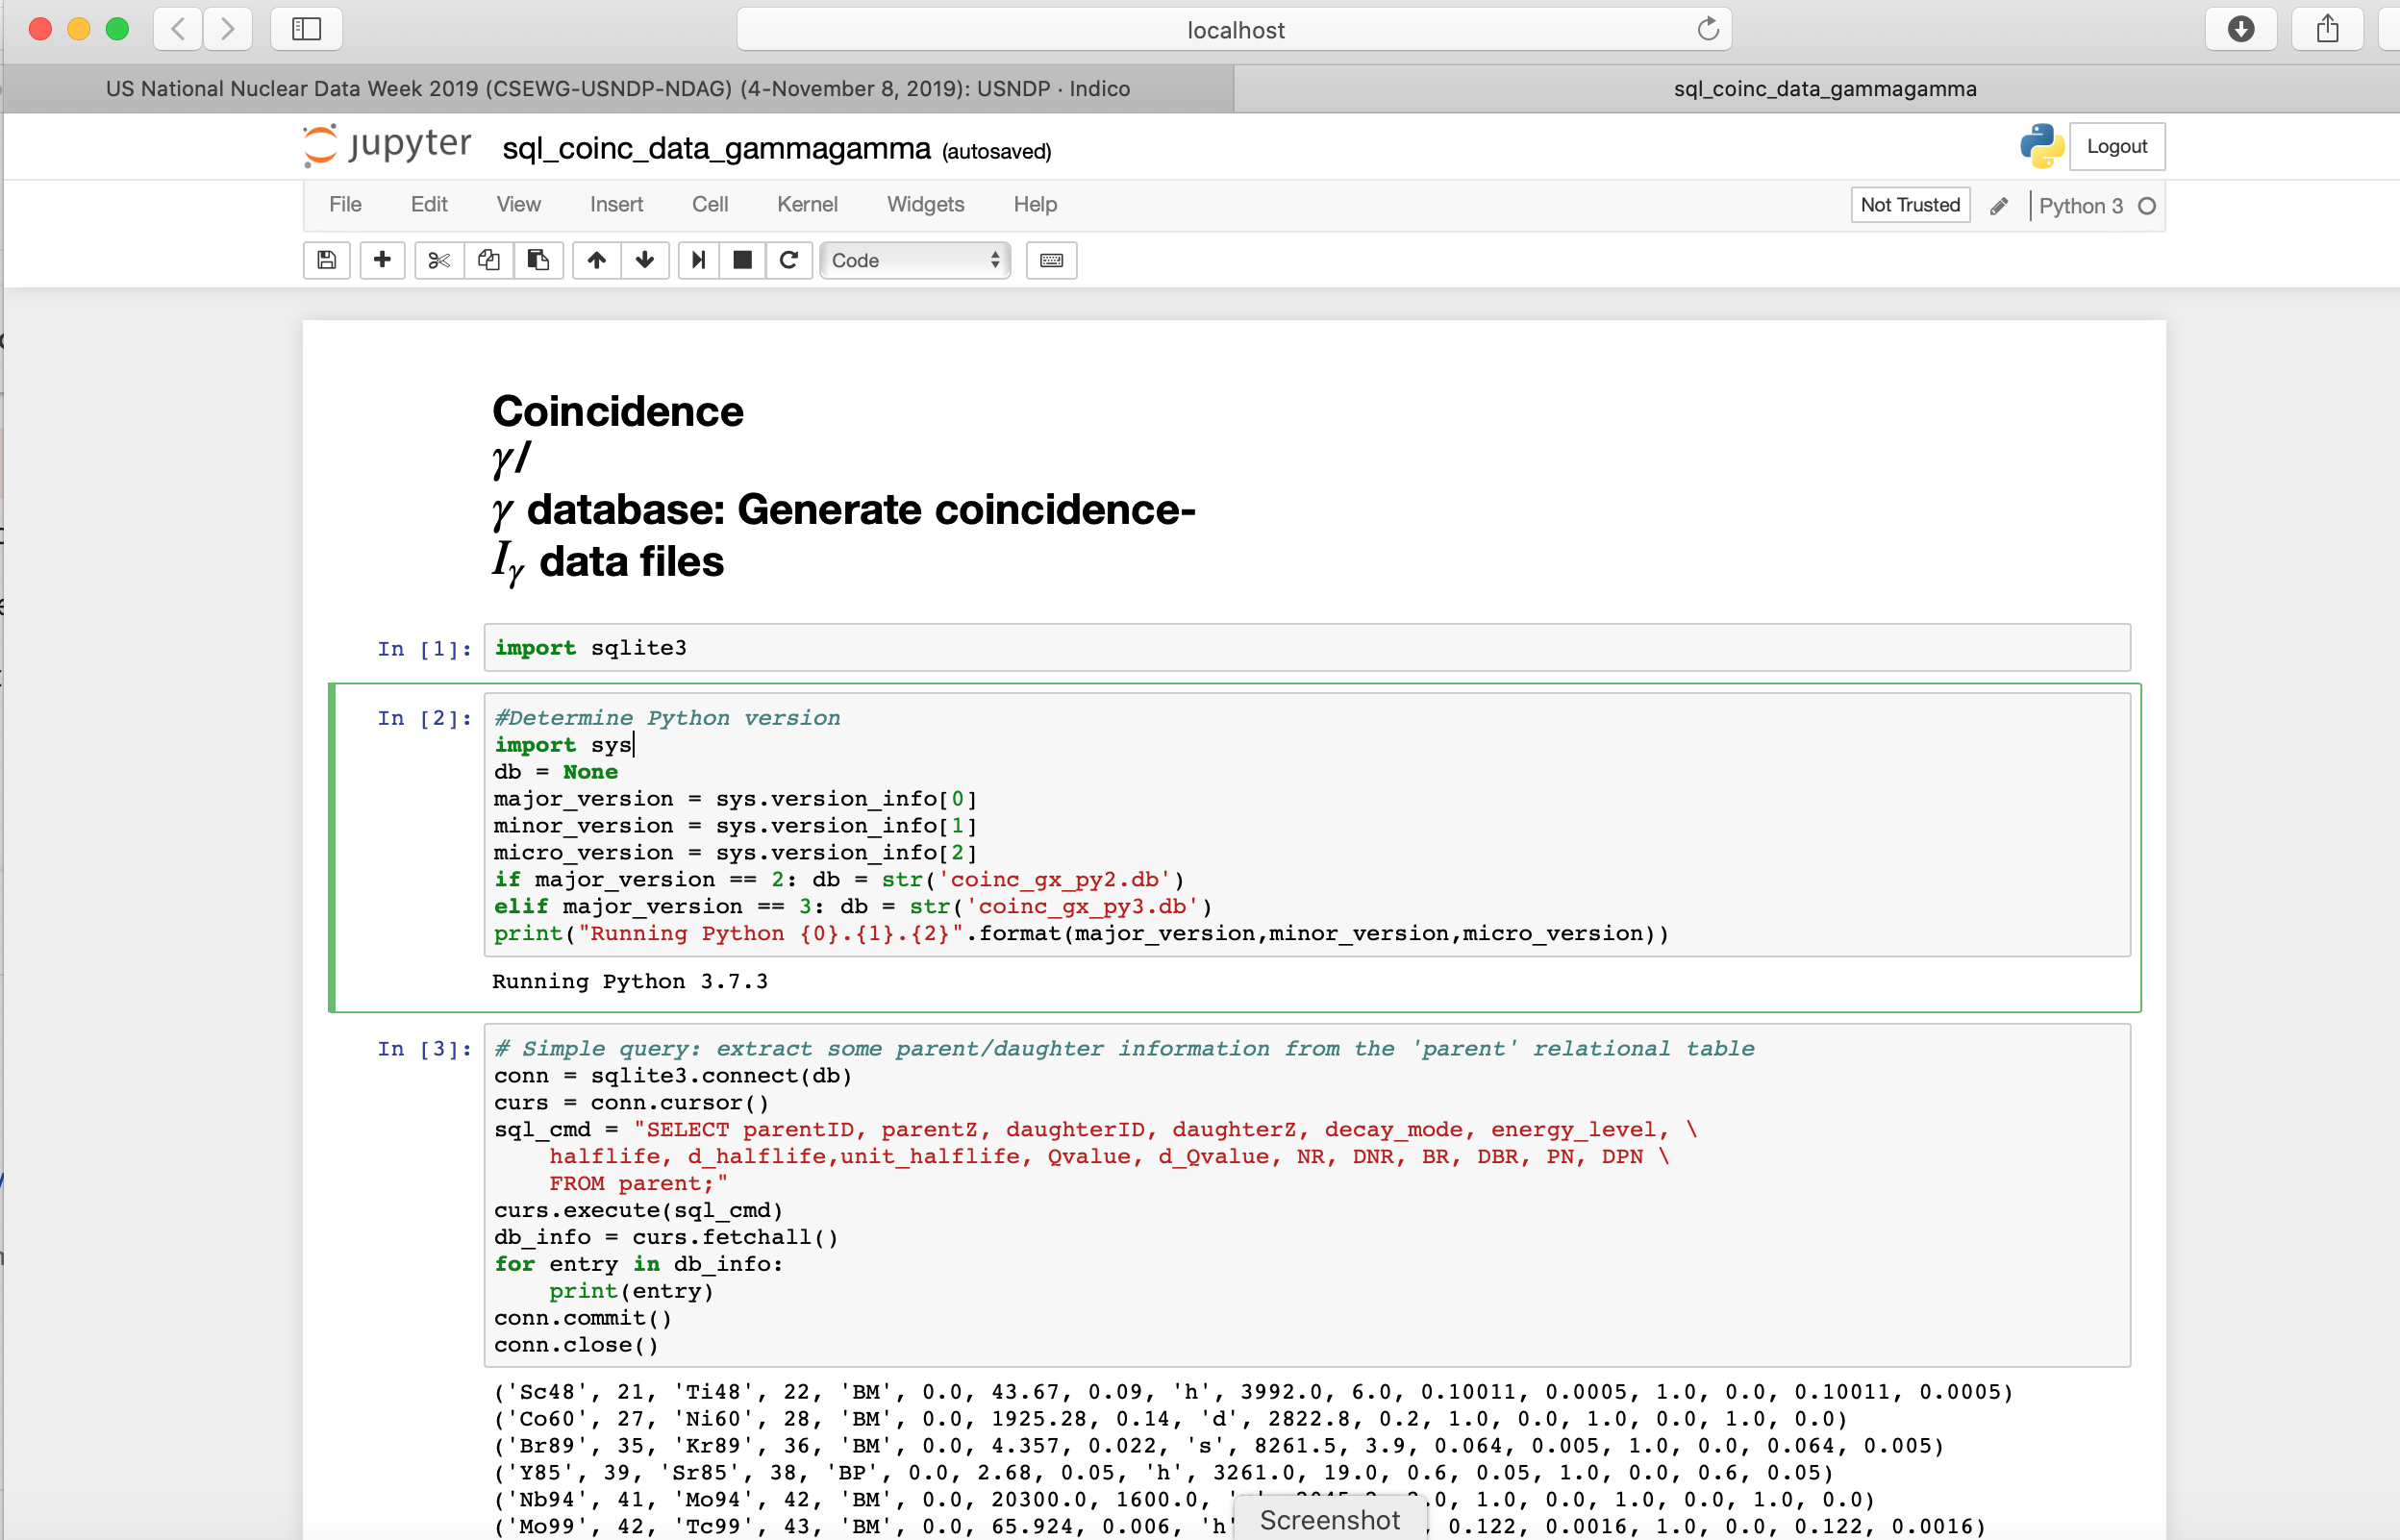 localhost
US National Nuclear Data Week 2019 (CSEWG-USNDP-NDAG) (4-November 8, 2019): USNDP · Indico
sql_coinc_data_gammagamma
jupyter
sql_coinc_data_gammagamma (autosaved)
Logout
File Edit View Insert Cell Kernel Widgets Help
Not Trusted
Python 3
Code
Coincidence
γ/
γ database: Generate coincidence-
Iγ data files
In [1]: import sqlite3
In [2]: #Determine Python version
import sys
db = None
major_version = sys.version_info[0]
minor_version = sys.version_info[1]
micro_version = sys.version_info[2]
if major_version == 2: db = str('coinc_gx_py2.db')
elif major_version == 3: db = str('coinc_gx_py3.db')
print("Running Python {0}.{1}.{2}".format(major_version,minor_version,micro_version))
Running Python 3.7.3
In [3]: # Simple query: extract some parent/daughter information from the 'parent' relational table
conn = sqlite3.connect(db)
curs = conn.cursor()
sql_cmd = "SELECT parentID, parentZ, daughterID, daughterZ, decay_mode, energy_level, \
halflife, d_halflife,unit_halflife, Qvalue, d_Qvalue, NR, DNR, BR, DBR, PN, DPN \
FROM parent;"
curs.execute(sql_cmd)
db_info = curs.fetchall()
for entry in db_info:
print(entry)
conn.commit()
conn.close()
('Sc48', 21, 'Ti48', 22, 'BM', 0.0, 43.67, 0.09, 'h', 3992.0, 6.0, 0.10011, 0.0005, 1.0, 0.0, 0.10011, 0.0005)
('Co60', 27, 'Ni60', 28, 'BM', 0.0, 1925.28, 0.14, 'd', 2822.8, 0.2, 1.0, 0.0, 1.0, 0.0, 1.0, 0.0)
('Br89', 35, 'Kr89', 36, 'BM', 0.0, 4.357, 0.022, 's', 8261.5, 3.9, 0.064, 0.005, 1.0, 0.0, 0.064, 0.005)
('Y85', 39, 'Sr85', 38, 'BP', 0.0, 2.68, 0.05, 'h', 3261.0, 19.0, 0.6, 0.05, 1.0, 0.0, 0.6, 0.05)
('Nb94', 41, 'Mo94', 42, 'BM', 0.0, 20300.0, 1600.0, 1.0, 0.0, 1.0, 0.0, 1.0, 0.0)
('Mo99', 42, 'Tc99', 43, 'BM', 0.0, 65.924, 0.006, 'h' 0.122, 0.0016, 1.0, 0.0, 0.122, 0.0016)
Screenshot